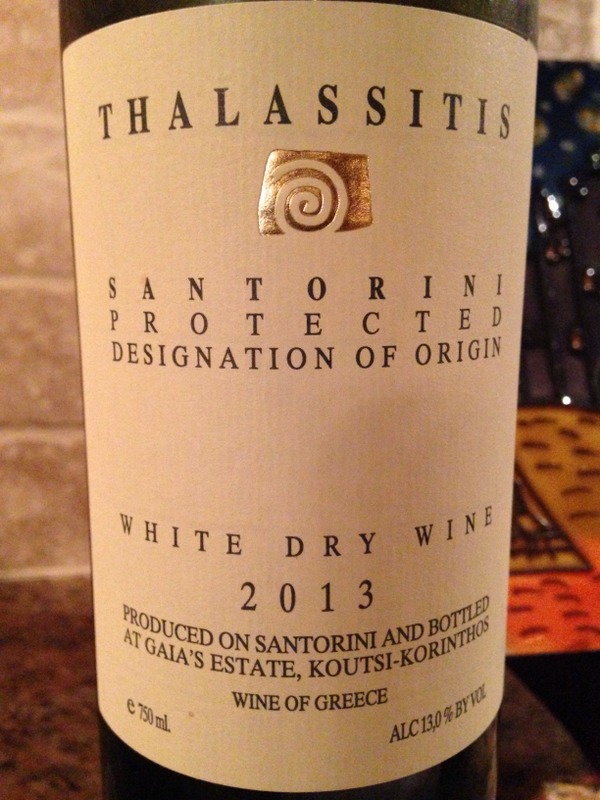 THALASSITIS
SANTORINI
PROTECTED
DESIGNATION OF ORIGIN
WHITE DRY WINE
2013
PRODUCED ON SANTORINI AND BOTTLED
AT GAIA'S ESTATE, KOUTSI-KORINTHOS
WINE OF GREECE
e 750 ml.
ALC 13,0 % BY VOL